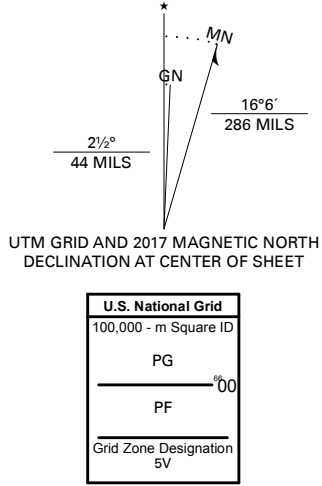 ★
MN
GN
16°6´
286 MILS
2½°
44 MILS
UTM GRID AND 2017 MAGNETIC NORTH
DECLINATION AT CENTER OF SHEET
U.S. National Grid
100,000 - m Square ID
PG
⁶⁶00
PF
Grid Zone Designation
5V